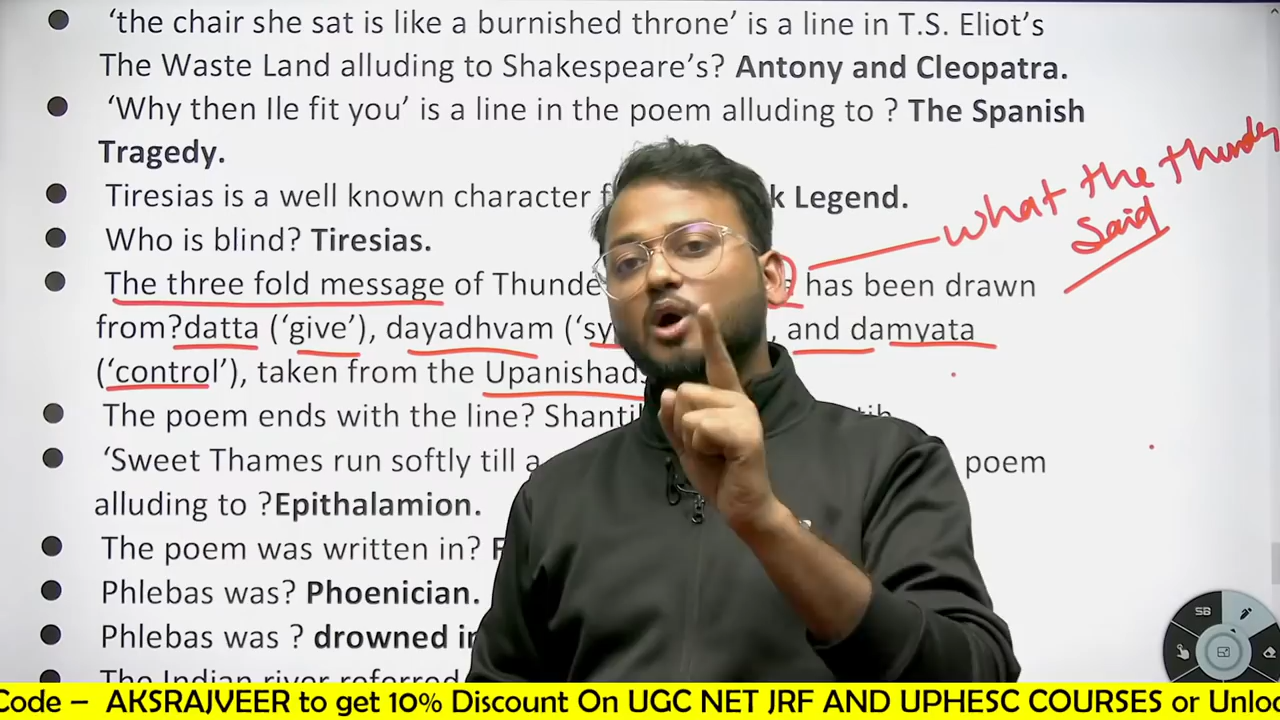 ● ‘the chair she sat is like a burnished throne’ is a line in T.S. Eliot’s
The Waste Land alluding to Shakespeare’s? Antony and Cleopatra.
● ‘Why then Ile fit you’ is a line in the poem alluding to ? The Spanish
Tragedy.
● Tiresias is a well known character Legend.
● Who is blind? Tiresias.
● The three fold message of has been drawn
from?datta (‘give’), dayadhvam and damyata
(‘control’), taken from the Upanishads
● The poem ends with the line?
● ‘Sweet Thames run softly till a poem
alluding to ?Epithalamion.
● The poem was written in?
● Phlebas was? Phoenician.
● Phlebas was ? drowned
The Indian river referred
What the Thunder
Said
SB
Code – AKSRAJVEER to get 10% Discount On UGC NET JRF AND UPHESC COURSES or